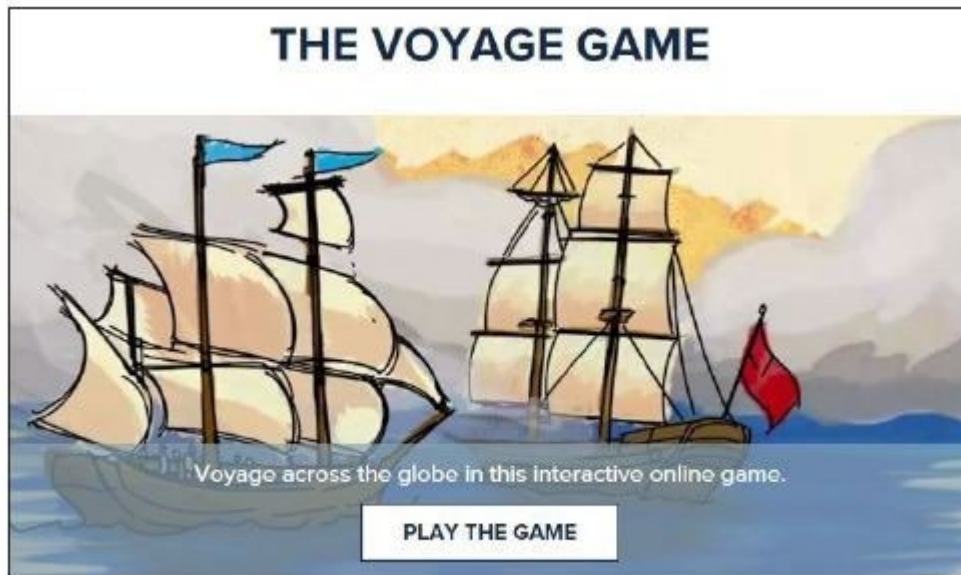 THE VOYAGE GAME
Voyage across the globe in this interactive online game.
PLAY THE GAME